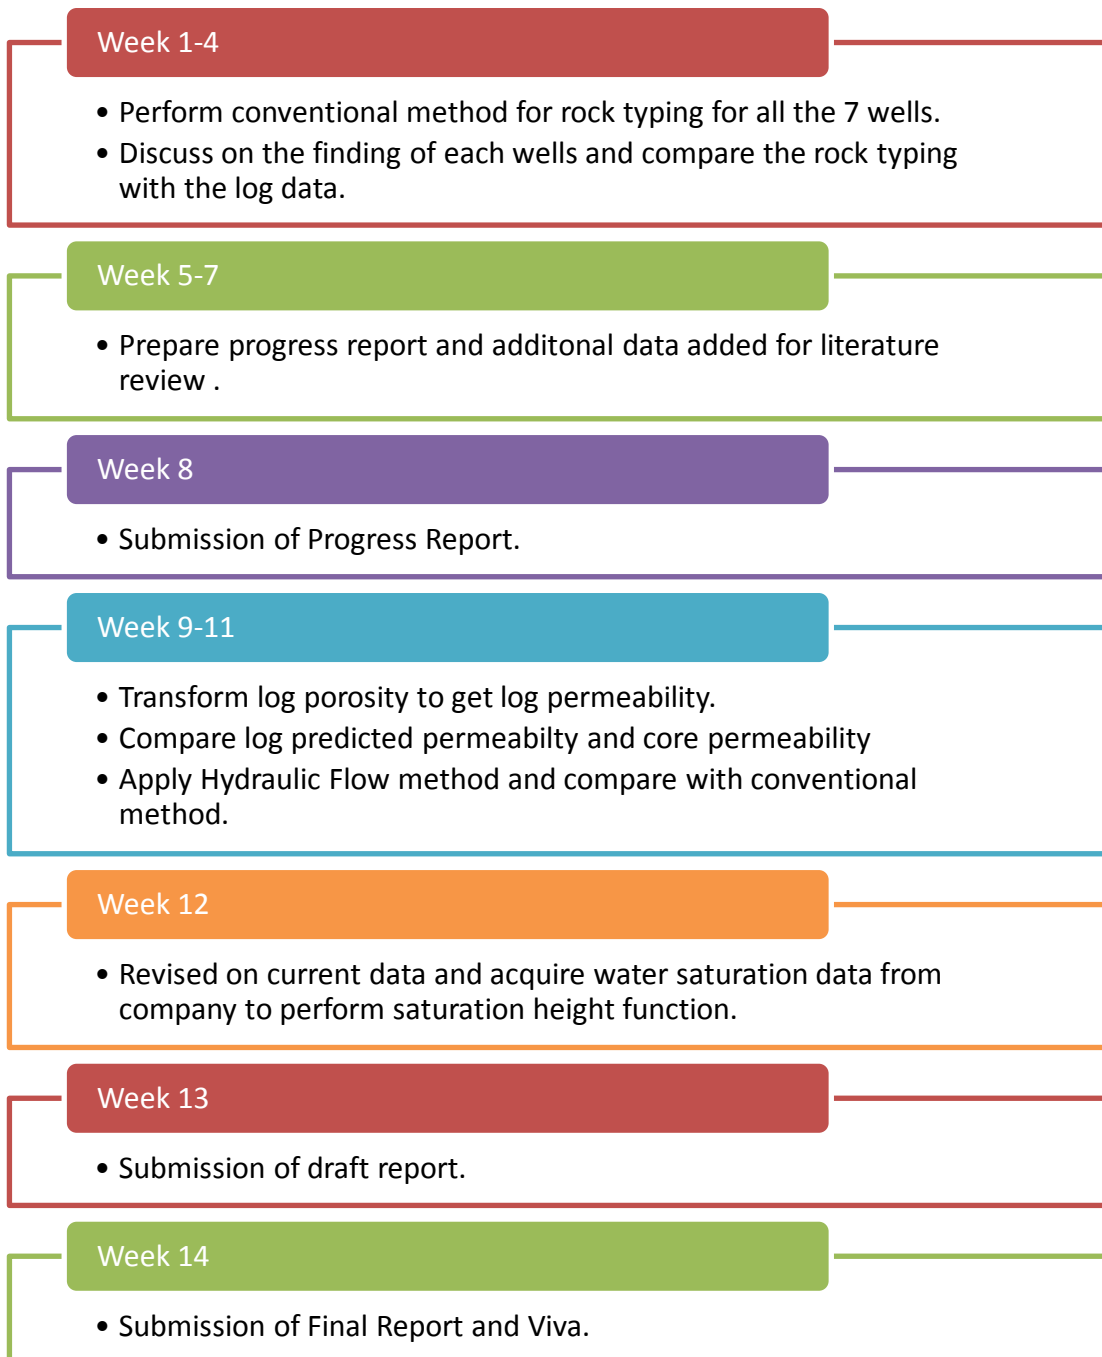 Week 1-4
• Perform conventional method for rock typing for all the 7 wells.
• Discuss on the finding of each wells and compare the rock typing
with the log data.
Week 5-7
• Prepare progress report and additonal data added for literature
review .
Week 8
• Submission of Progress Report.
Week 9-11
• Transform log porosity to get log permeability.
• Compare log predicted permeabilty and core permeability
• Apply Hydraulic Flow method and compare with conventional
method.
Week 12
• Revised on current data and acquire water saturation data from
company to perform saturation height function.
Week 13
• Submission of draft report.
Week 14
• Submission of Final Report and Viva.